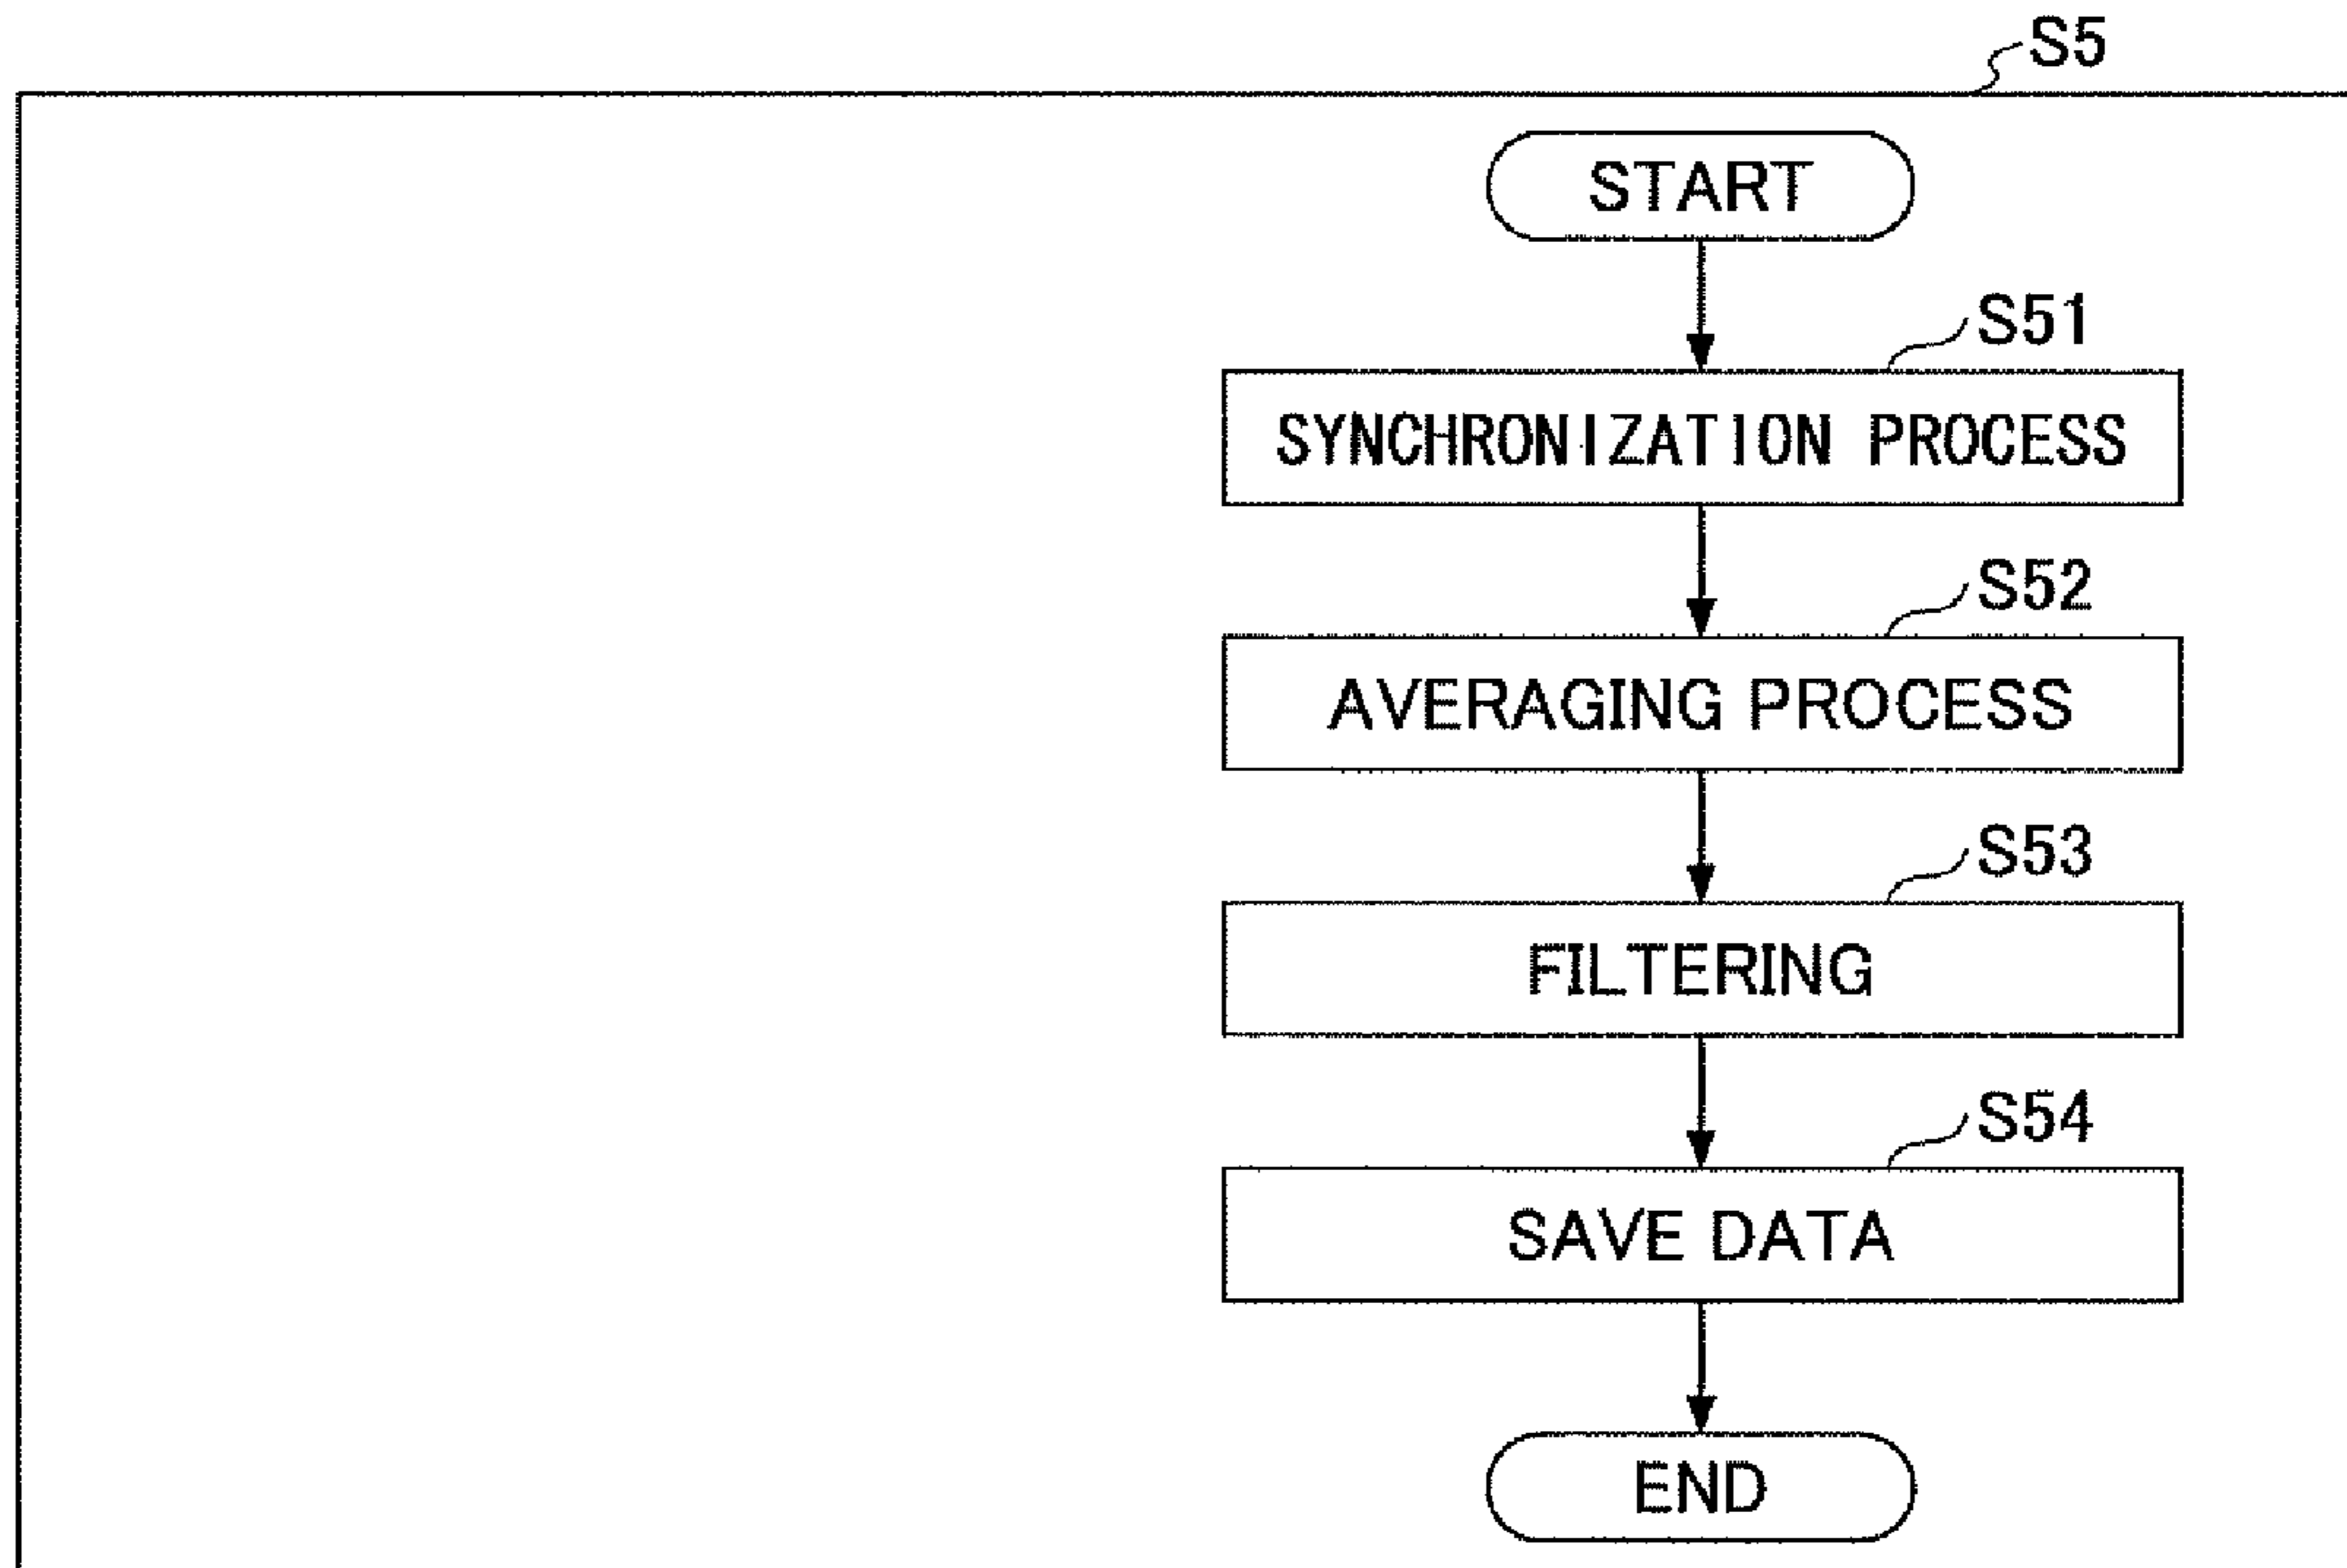 S5
START
S51
SYNCHRONIZATION PROCESS
S52
AVERAGING PROCESS
S53
FILTERING
S54
SAVE DATA
END